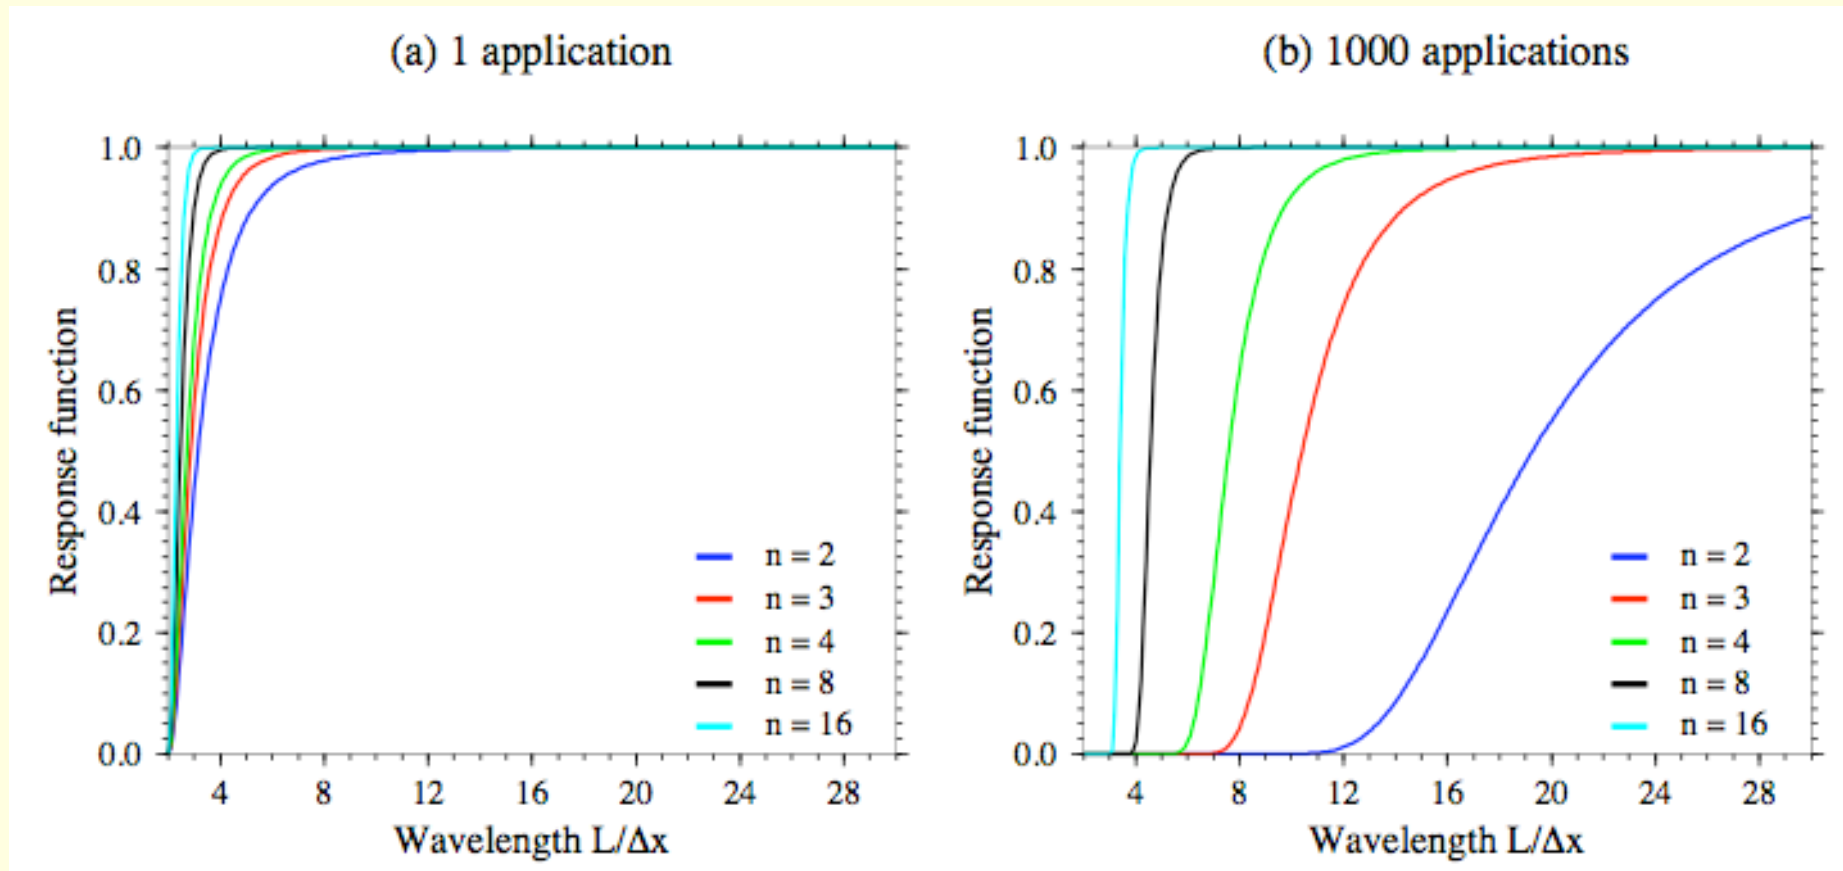 (a) 1 application
1.0
0.8
0.6
0.4
0.2
0.0
Response function
n = 2
n = 3
n = 4
n = 8
n = 16
4 8 12 16 20 24 28
Wavelength L/Δx
(b) 1000 applications
1.0
0.8
0.6
0.4
0.2
0.0
Response function
n = 2
n = 3
n = 4
n = 8
n = 16
4 8 12 16 20 24 28
Wavelength L/Δx